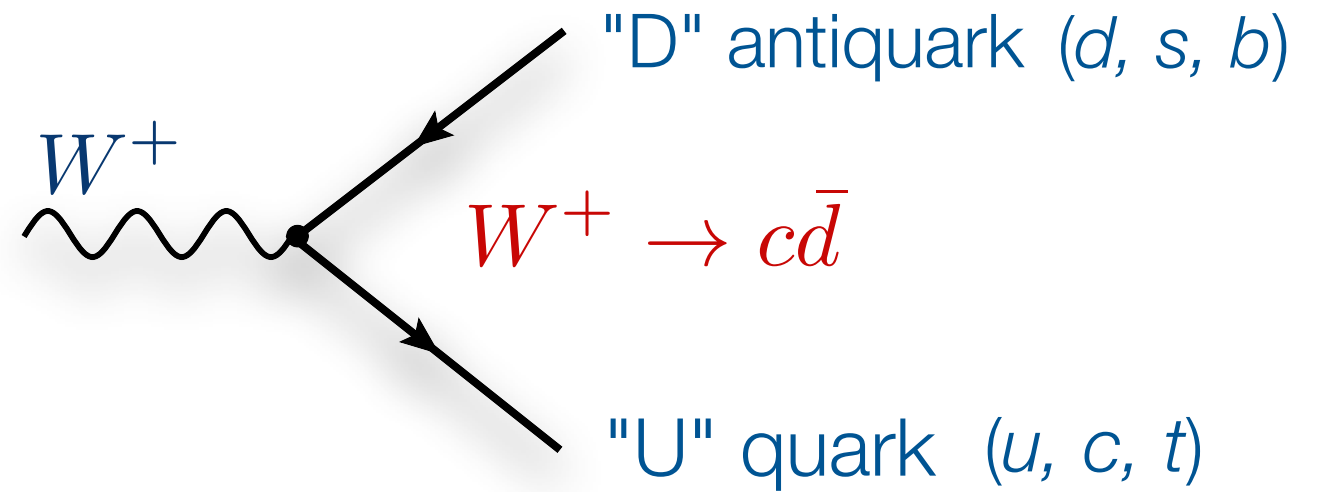 "D" antiquark (d, s, b)
W⁺
W⁺ → cd̄
"U" quark (u, c, t)